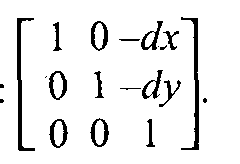 : [ 1 0 -dx ]
[ 0 1 -dy ]
[ 0 0 1 ].